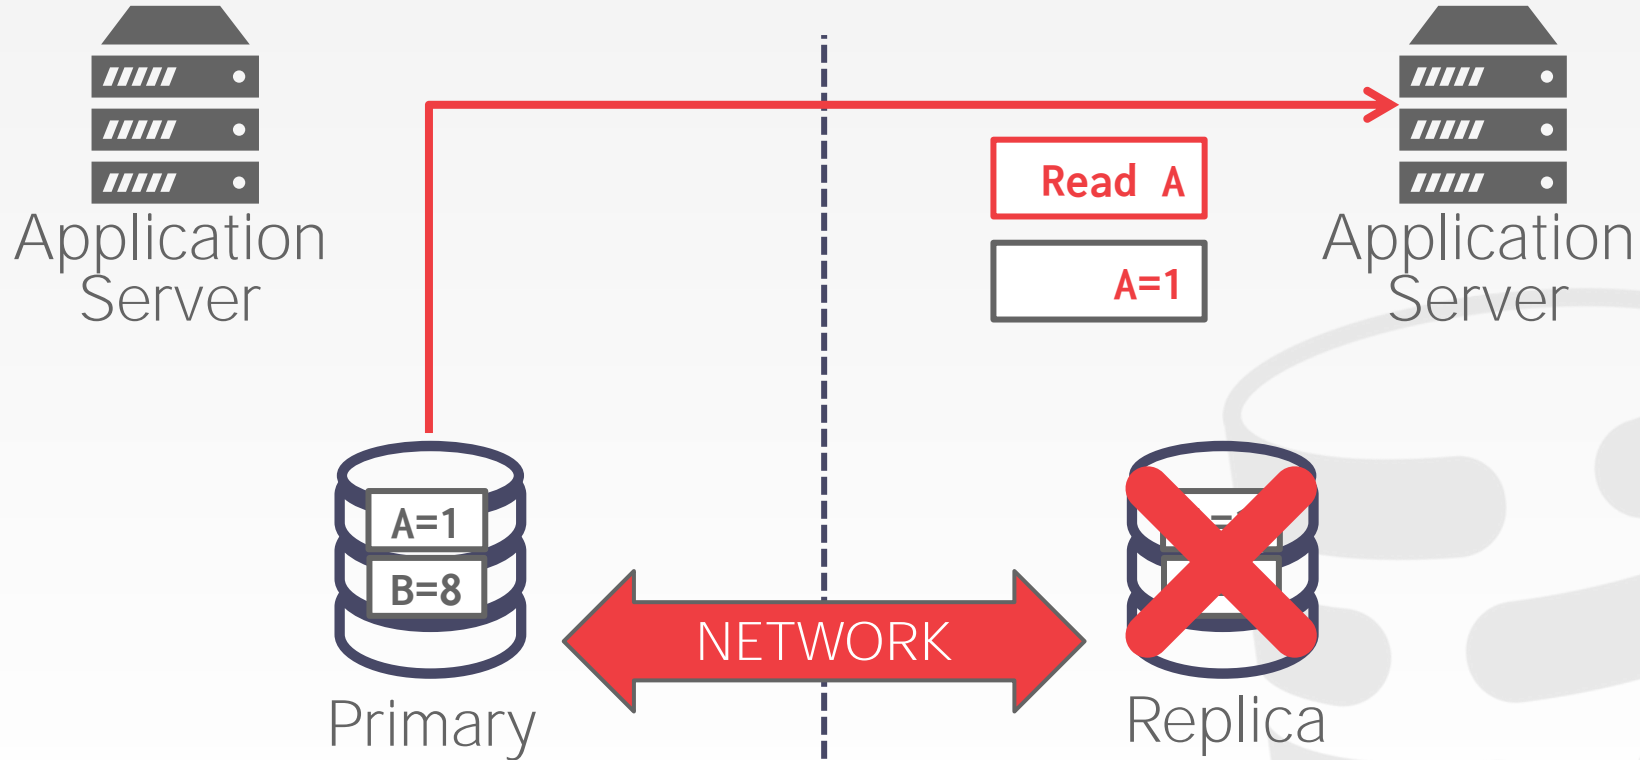 Application
Server
Read A
A=1
Application
Server
A=1
B=8
NETWORK
Primary
Replica